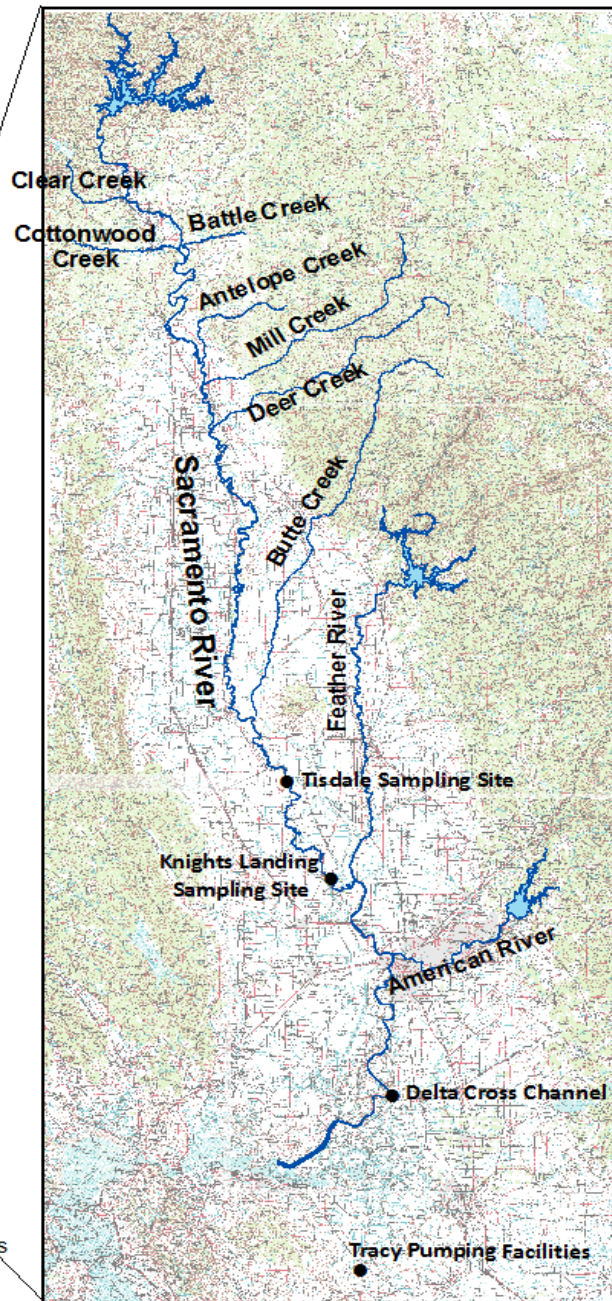 Clear Creek
Battle Creek
Cottonwood
Creek
Antelope Creek
Mill Creek
Deer Creek
Sacramento River
Butte Creek
Feather River
Tisdale Sampling Site
Knights Landing
Sampling Site
American River
Delta Cross Channel
s
Tracy Pumping Facilities